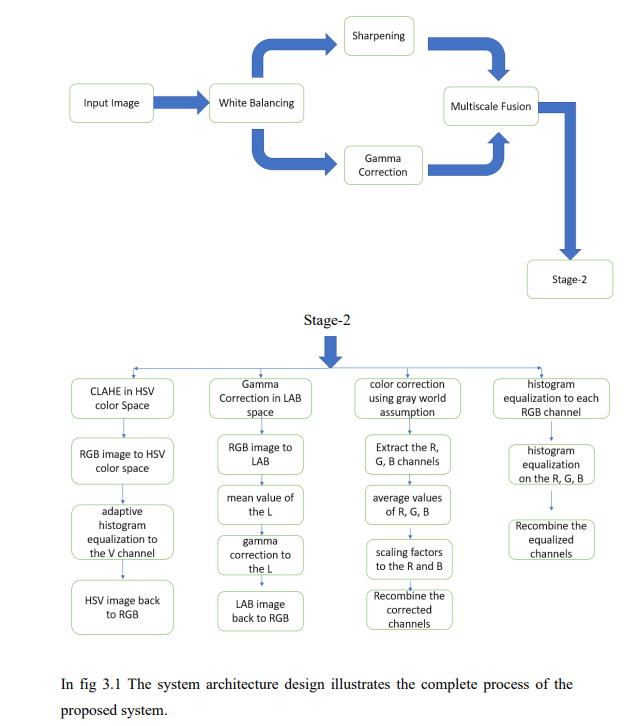 Sharpening
Input Image
White Balancing
Multiscale Fusion
Gamma
Correction
Stage-2
Stage-2
CLAHE in HSV
color Space
RGB image to HSV
color space
adaptive
histogram
equalization to
the V channel
HSV image back
to RGB
Gamma
Correction in LAB
space
RGB image to
LAB
mean value of
the L
gamma
correction to
the L
LAB image
back to RGB
color correction
using gray world
assumption
Extract the R,
G, B channels
average values
of R, G, B
scaling factors
to the R and B
Recombine the
corrected
channels
histogram
equalization to each
RGB channel
histogram
equalization
on the R, G, B
Recombine the
equalized
channels
In fig 3.1 The system architecture design illustrates the complete process of the
proposed system.